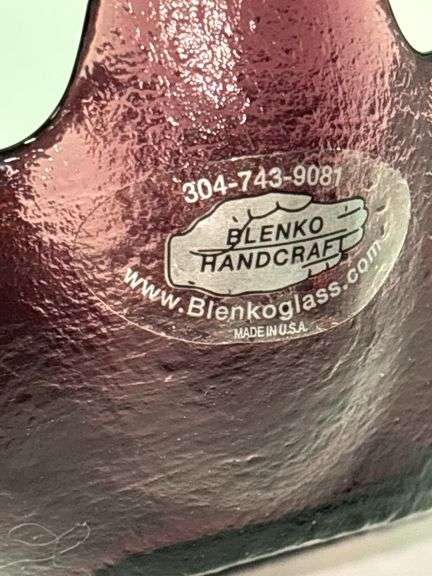 304-743-9081
BLENKO
HANDCRAFT
www.Blenkoglass.com
MADE IN U.S.A.